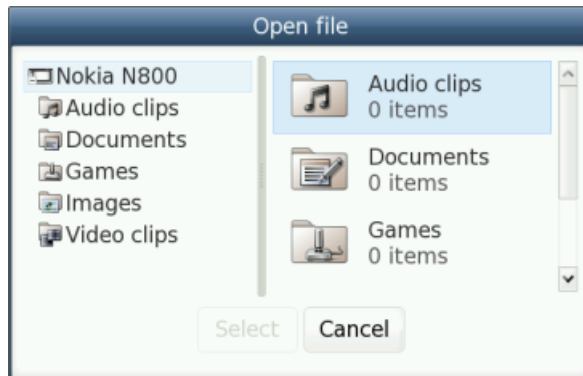 Open file
Nokia N800
Audio clips
Documents
Games
Images
Video clips
Audio clips
0 items
Documents
0 items
Games
0 items
Select
Cancel